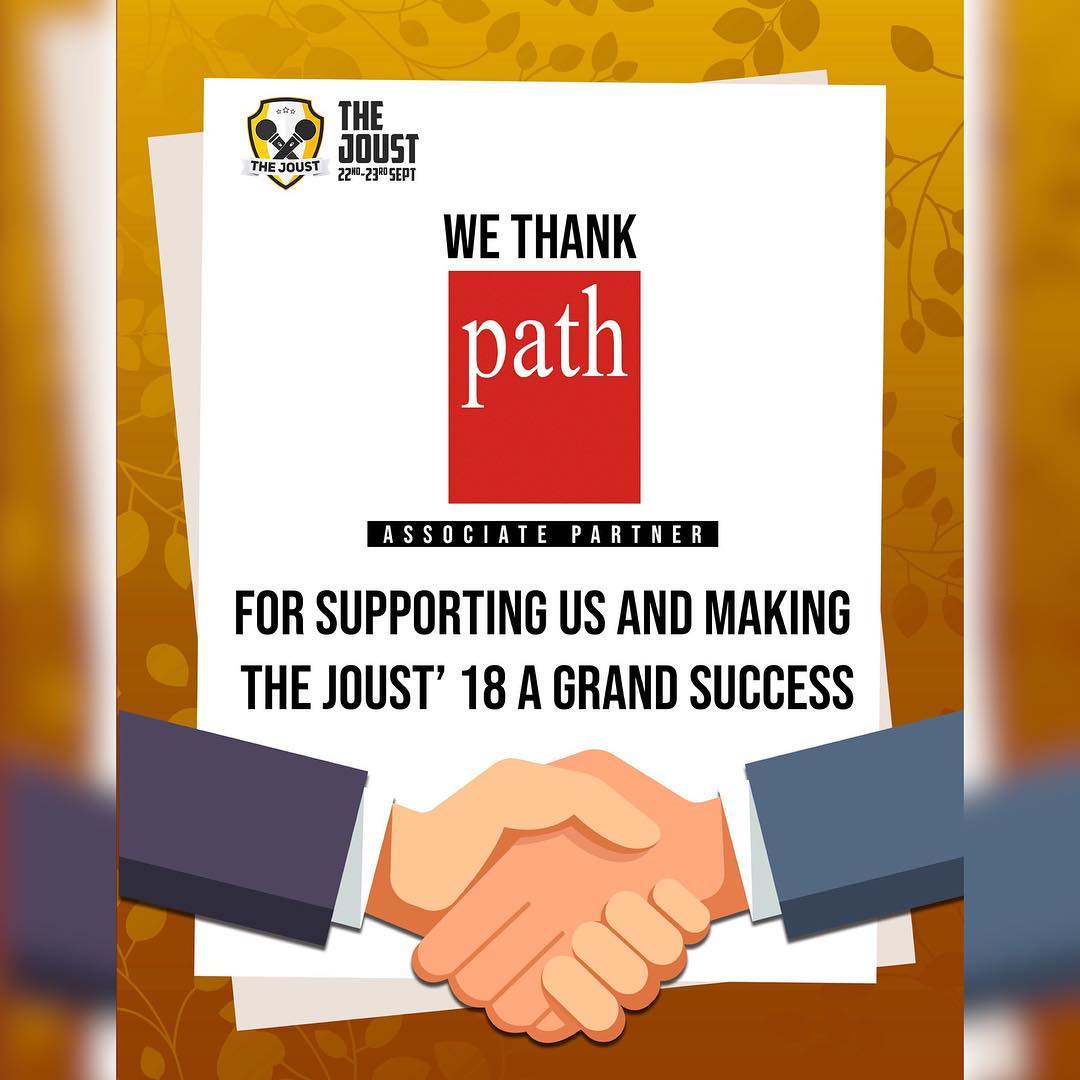 THE JOUST
THE
JOUST
22ND-23RD SEPT
WE THANK
path
ASSOCIATE PARTNER
FOR SUPPORTING US AND MAKING
THE JOUST’ 18 A GRAND SUCCESS